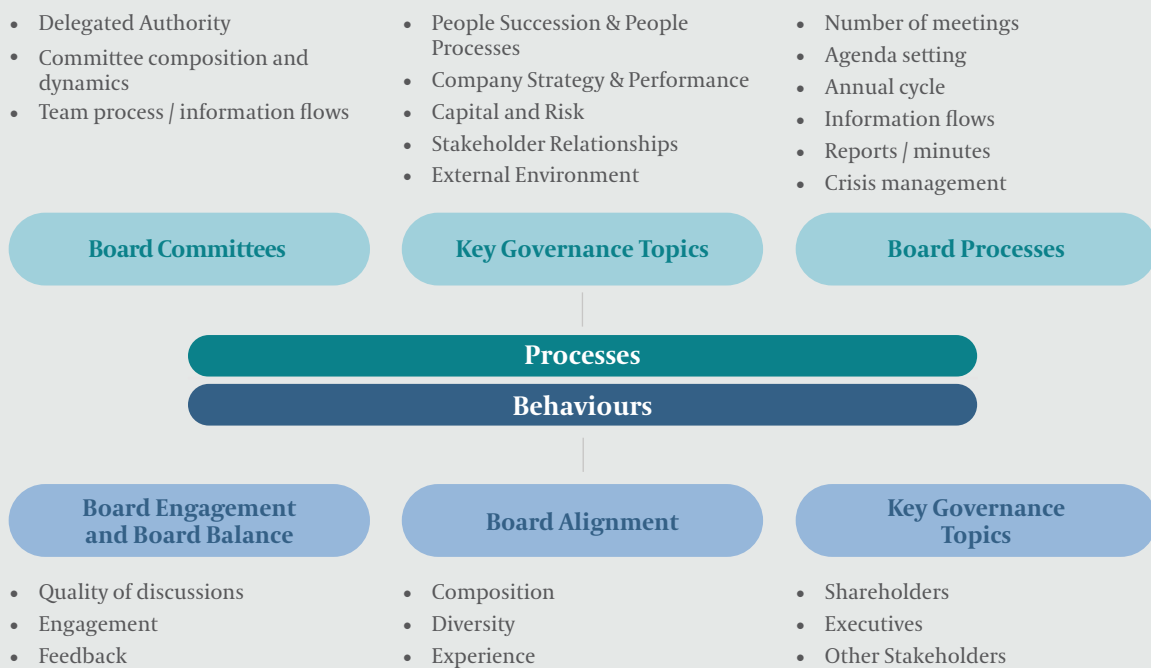 • Delegated Authority
• Committee composition and
dynamics
• Team process / information flows
• People Succession & People
Processes
• Company Strategy & Performance
• Capital and Risk
• Stakeholder Relationships
• External Environment
• Number of meetings
• Agenda setting
• Annual cycle
• Information flows
• Reports / minutes
• Crisis management
Board Committees
Key Governance Topics
Board Processes
Processes
Behaviours
Board Engagement
and Board Balance
Board Alignment
Key Governance
Topics
• Quality of discussions
• Engagement
• Feedback
• Composition
• Diversity
• Experience
• Shareholders
• Executives
• Other Stakeholders